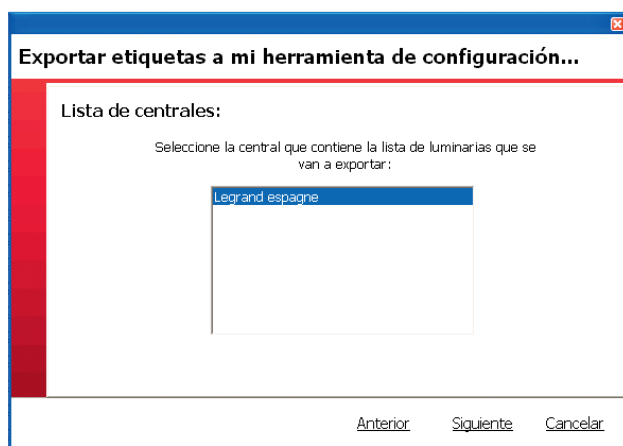 Exportar etiquetas a mi herramienta de configuración...
Lista de centrales:
Seleccione la central que contiene la lista de luminarias que se
van a exportar:
Legrand espagne
Anterior Siguiente Cancelar